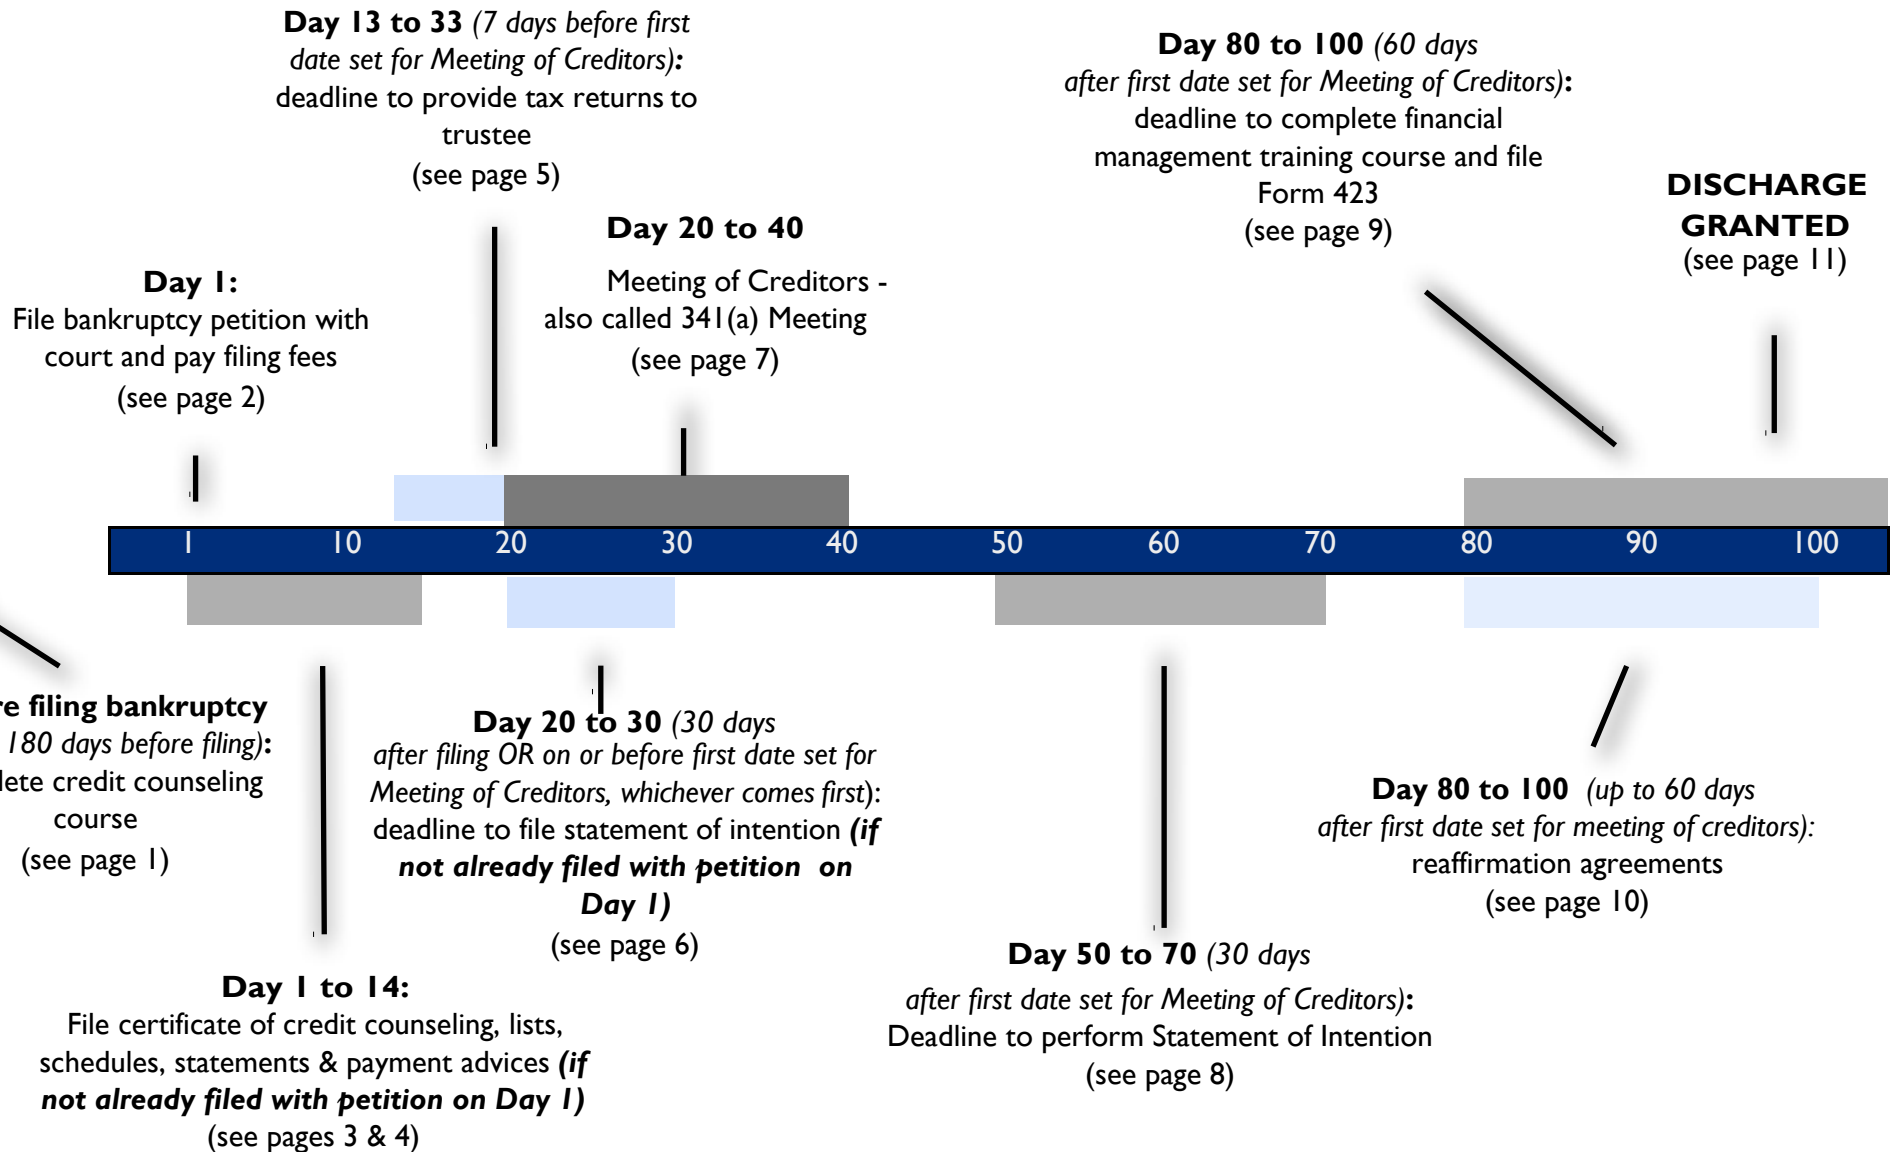 Day 13 to 33 (7 days before first
date set for Meeting of Creditors):
deadline to provide tax returns to
trustee
(see page 5)
Day 80 to 100 (60 days
after first date set for Meeting of Creditors):
deadline to complete financial
management training course and file
Form 423
(see page 9)
DISCHARGE
GRANTED
(see page 11)
Day 20 to 40
Meeting of Creditors -
also called 341(a) Meeting
(see page 7)
Day 1:
File bankruptcy petition with
court and pay filing fees
(see page 2)
1 10 20 30 40 50 60 70 80 90 100
re filing bankruptcy
180 days before filing):
lete credit counseling
course
(see page 1)
Day 20 to 30 (30 days
after filing OR on or before first date set for
Meeting of Creditors, whichever comes first):
deadline to file statement of intention (if
not already filed with petition on
Day 1)
(see page 6)
Day 80 to 100 (up to 60 days
after first date set for meeting of creditors):
reaffirmation agreements
(see page 10)
Day 50 to 70 (30 days
after first date set for Meeting of Creditors):
Deadline to perform Statement of Intention
(see page 8)
Day 1 to 14:
File certificate of credit counseling, lists,
schedules, statements & payment advices (if
not already filed with petition on Day 1)
(see pages 3 & 4)